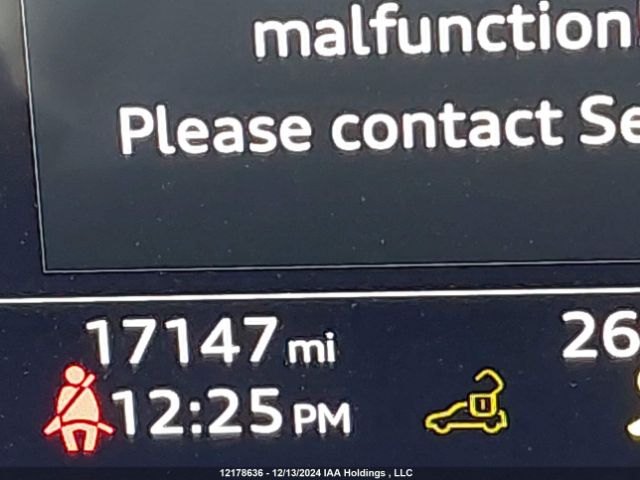 malfunction
Please contact Se
17147 mi
26
12:25 PM
12178636 - 12/13/2024 IAA Holdings , LLC